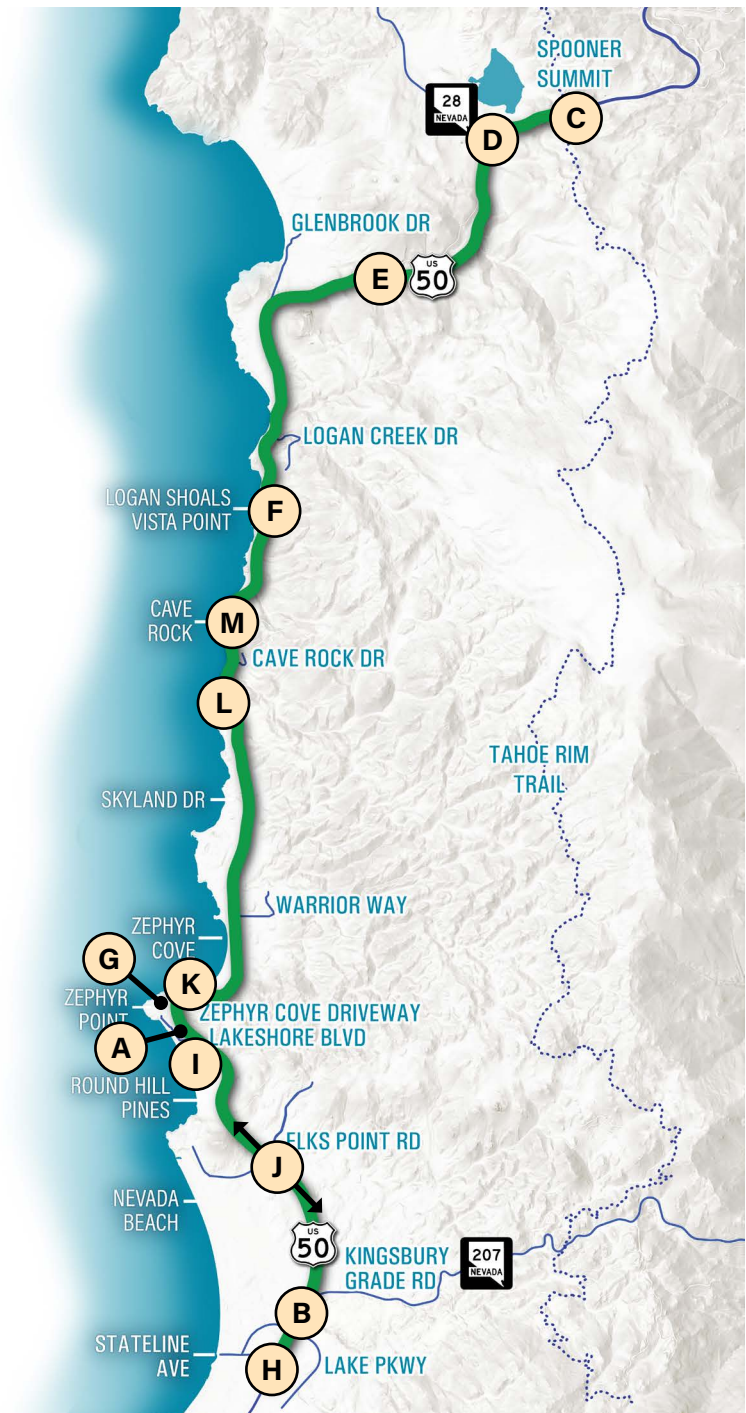 SPOONER
SUMMIT
28
NEVADA
C
D
GLENBROOK DR
E
US
50
LOGAN CREEK DR
LOGAN SHOALS
VISTA POINT
F
CAVE
ROCK
M
CAVE ROCK DR
L
TAHOE RIM
TRAIL
SKYLAND DR
WARRIOR WAY
ZEPHYR
COVE
G
K
ZEPHYR
POINT
ZEPHYR COVE DRIVEWAY
LAKESHORE BLVD
A
I
ROUND HILL
PINES
ELKS POINT RD
J
NEVADA
BEACH
US
50
KINGSBURY
GRADE RD
207
NEVADA
B
STATELINE
AVE
H
LAKE PKWY